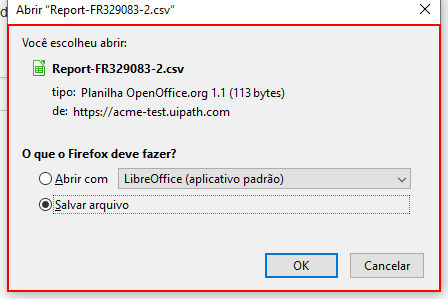 Abrir "Report-FR329083-2.csv"
Você escolheu abrir:
Report-FR329083-2.csv
tipo: Planilha OpenOffice.org 1.1 (113 bytes)
de: https://acme-test.uipath.com
O que o Firefox deve fazer?
Abrir com LibreOffice (aplicativo padrão)
Salvar arquivo
OK Cancelar